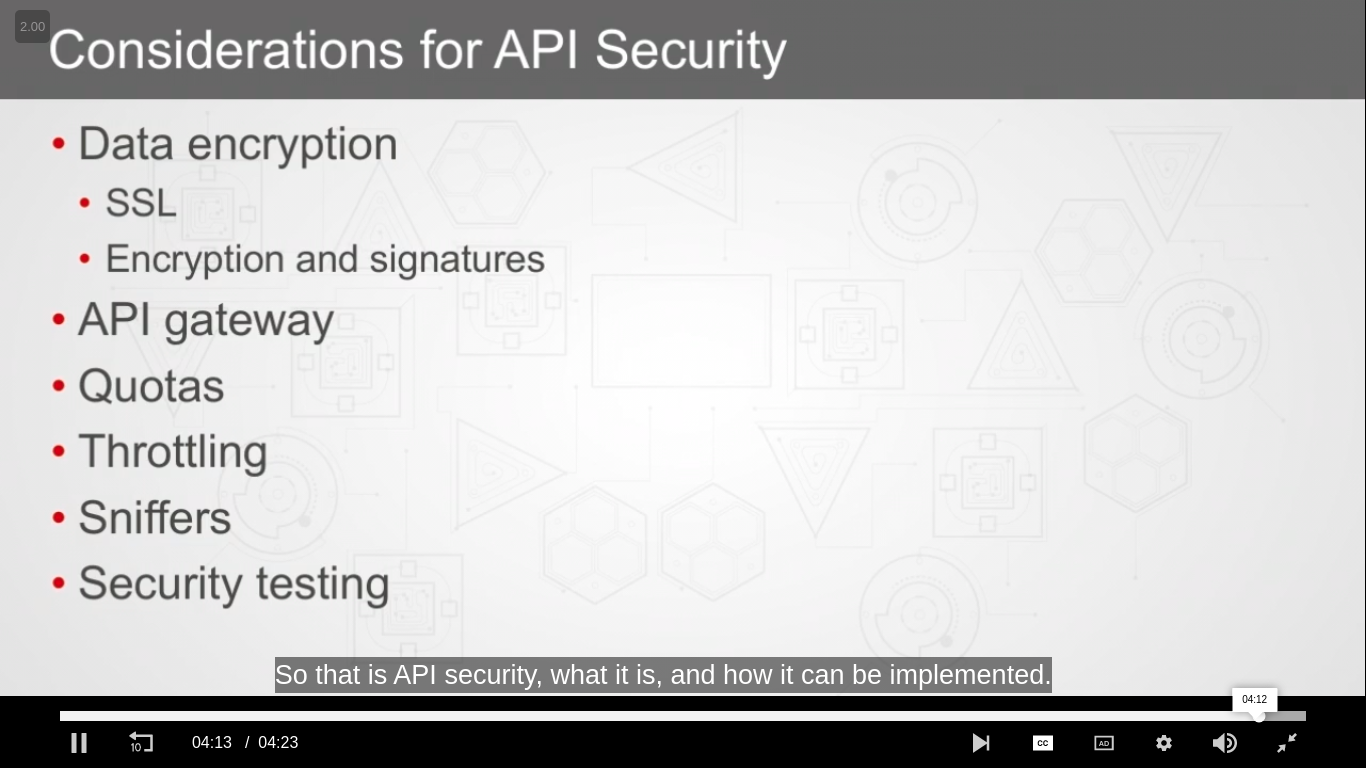 2.00
Considerations for API Security
• Data encryption
• SSL
• Encryption and signatures
• API gateway
• Quotas
• Throttling
• Sniffers
• Security testing
So that is API security, what it is, and how it can be implemented.
04:12
10 04:13 / 04:23 CC AD